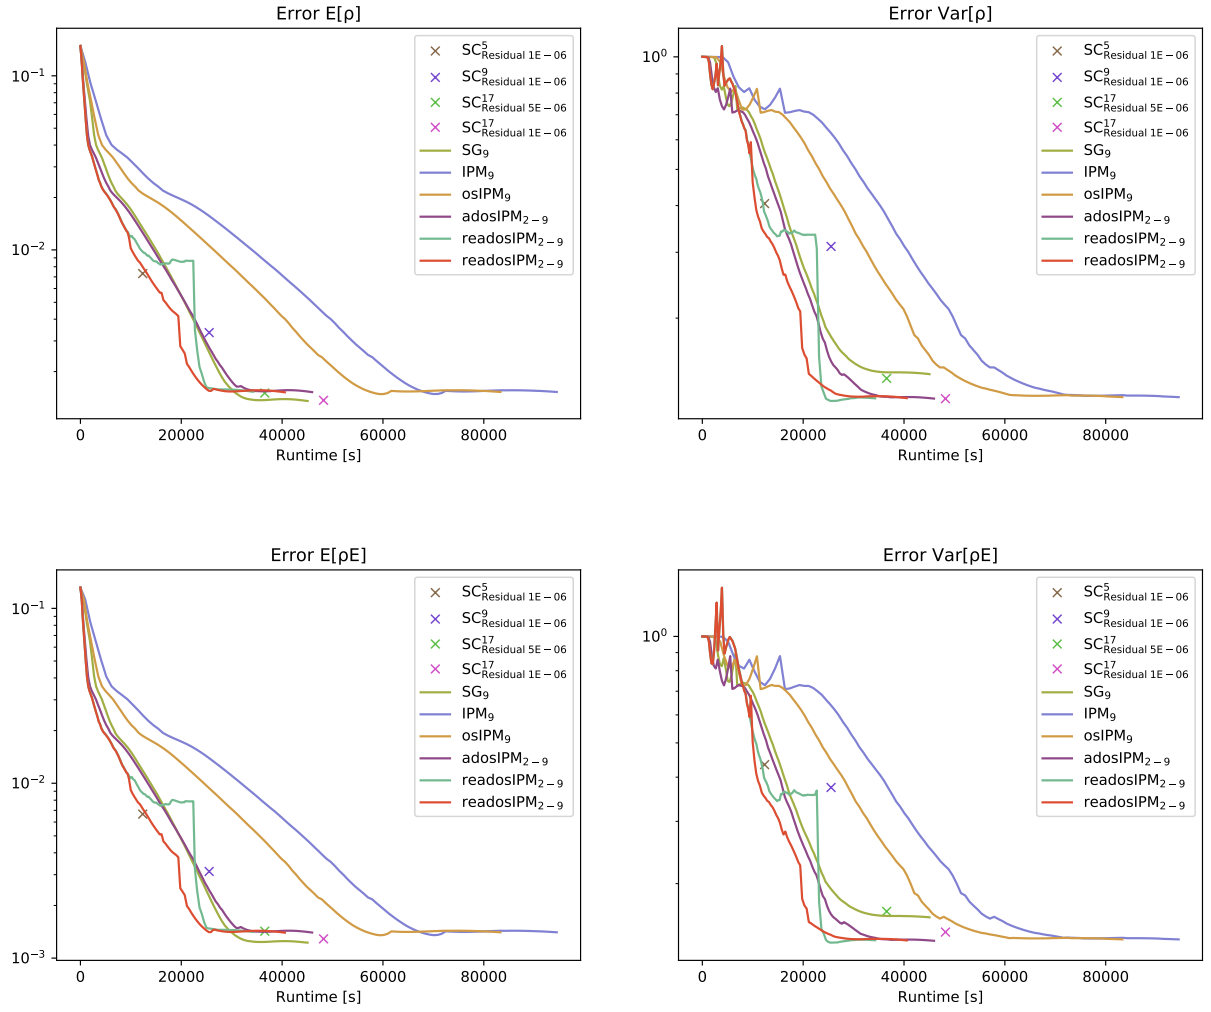 Error E[ρ]
10⁻¹
10⁻²
0 20000 40000 60000 80000
Runtime [s]
SC⁵Residual 1E−06
SC⁹Residual 1E−06
SC¹⁷Residual 5E−06
SC¹⁷Residual 1E−06
SG₉
IPM₉
osIPM₉
adosIPM₂₋₉
readosIPM₂₋₉
readosIPM₂₋₉
Error Var[ρ]
10⁰
0 20000 40000 60000 80000
Runtime [s]
SC⁵Residual 1E−06
SC⁹Residual 1E−06
SC¹⁷Residual 5E−06
SC¹⁷Residual 1E−06
SG₉
IPM₉
osIPM₉
adosIPM₂₋₉
readosIPM₂₋₉
readosIPM₂₋₉
Error E[ρE]
10⁻¹
10⁻²
10⁻³
0 20000 40000 60000 80000
Runtime [s]
SC⁵Residual 1E−06
SC⁹Residual 1E−06
SC¹⁷Residual 5E−06
SC¹⁷Residual 1E−06
SG₉
IPM₉
osIPM₉
adosIPM₂₋₉
readosIPM₂₋₉
readosIPM₂₋₉
Error Var[ρE]
10⁰
0 20000 40000 60000 80000
Runtime [s]
SC⁵Residual 1E−06
SC⁹Residual 1E−06
SC¹⁷Residual 5E−06
SC¹⁷Residual 1E−06
SG₉
IPM₉
osIPM₉
adosIPM₂₋₉
readosIPM₂₋₉
readosIPM₂₋₉